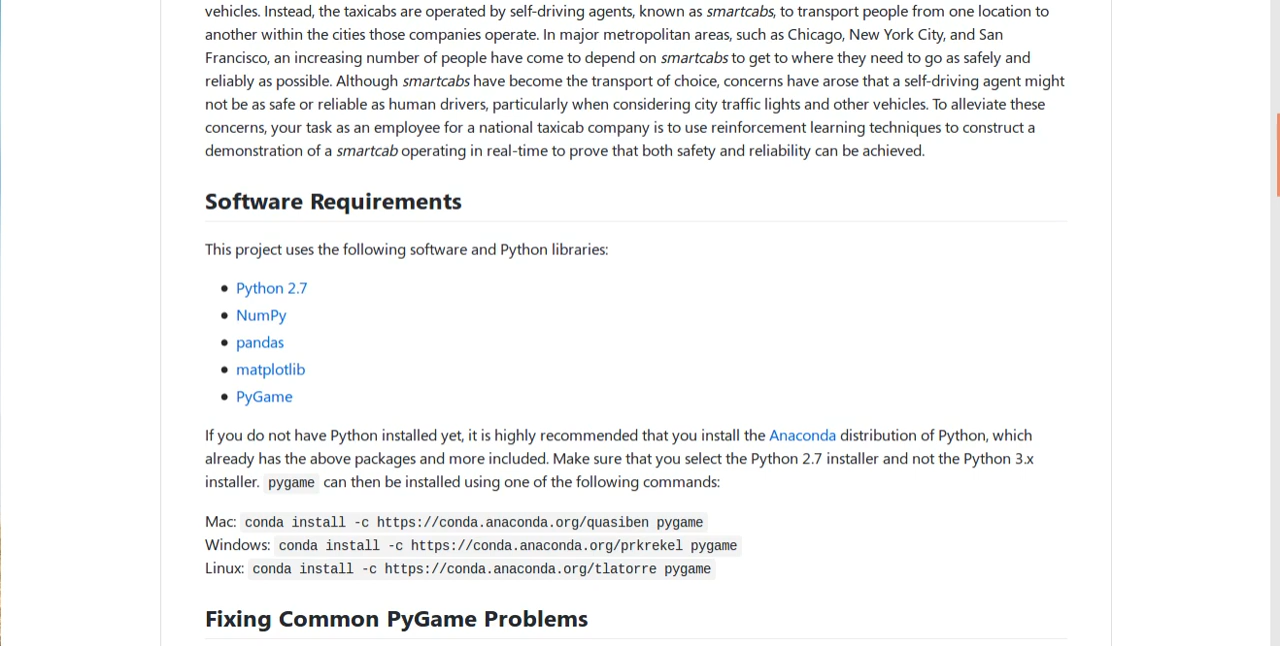 vehicles. Instead, the taxicabs are operated by self-driving agents, known as smartcabs, to transport people from one location to
another within the cities those companies operate. In major metropolitan areas, such as Chicago, New York City, and San
Francisco, an increasing number of people have come to depend on smartcabs to get to where they need to go as safely and
reliably as possible. Although smartcabs have become the transport of choice, concerns have arose that a self-driving agent might
not be as safe or reliable as human drivers, particularly when considering city traffic lights and other vehicles. To alleviate these
concerns, your task as an employee for a national taxicab company is to use reinforcement learning techniques to construct a
demonstration of a smartcab operating in real-time to prove that both safety and reliability can be achieved.
Software Requirements
This project uses the following software and Python libraries:
• Python 2.7
• NumPy
• pandas
• matplotlib
• PyGame
If you do not have Python installed yet, it is highly recommended that you install the Anaconda distribution of Python, which
already has the above packages and more included. Make sure that you select the Python 2.7 installer and not the Python 3.x
installer. pygame can then be installed using one of the following commands:
Mac: conda install -c https://conda.anaconda.org/quasiben pygame
Windows: conda install -c https://conda.anaconda.org/prkrekel pygame
Linux: conda install -c https://conda.anaconda.org/tlatorre pygame
Fixing Common PyGame Problems